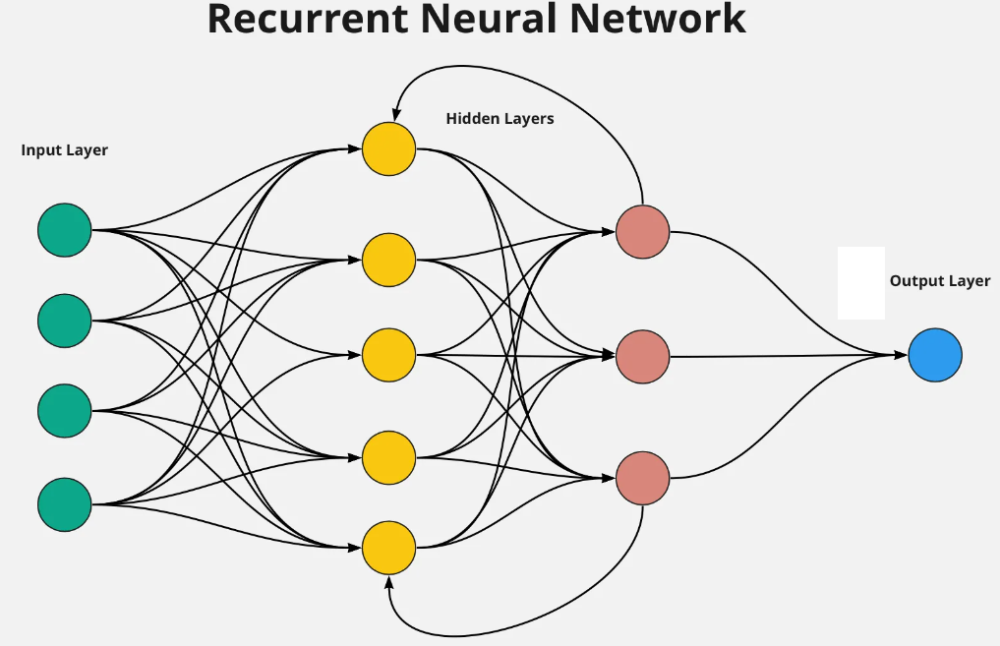 Recurrent Neural Network
Hidden Layers
Input Layer
Output Layer